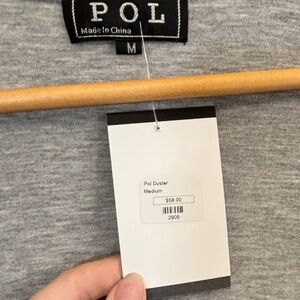 POL
Made In China
M
Pol Duster
Medium
$58.00
2905